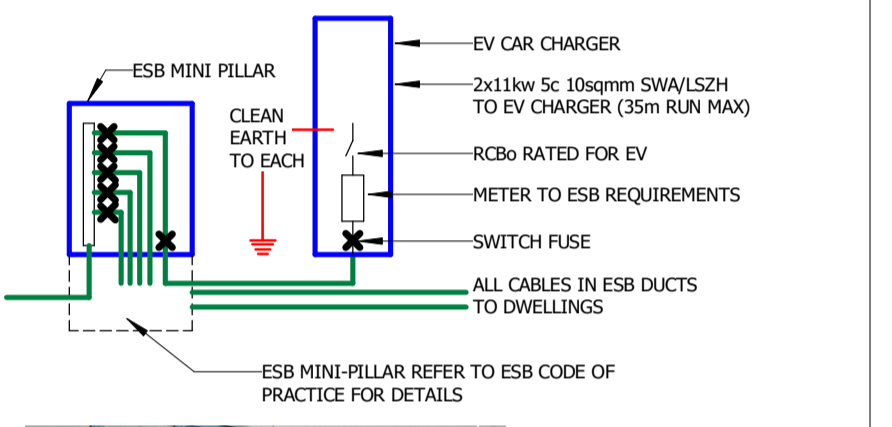 EV CAR CHARGER
ESB MINI PILLAR
2x11kw 5c 10sqmm SWA/LSZH
TO EV CHARGER (35m RUN MAX)
CLEAN
EARTH
TO EACH
RCBo RATED FOR EV
METER TO ESB REQUIREMENTS
SWITCH FUSE
ALL CABLES IN ESB DUCTS
TO DWELLINGS
ESB MINI-PILLAR REFER TO ESB CODE OF
PRACTICE FOR DETAILS